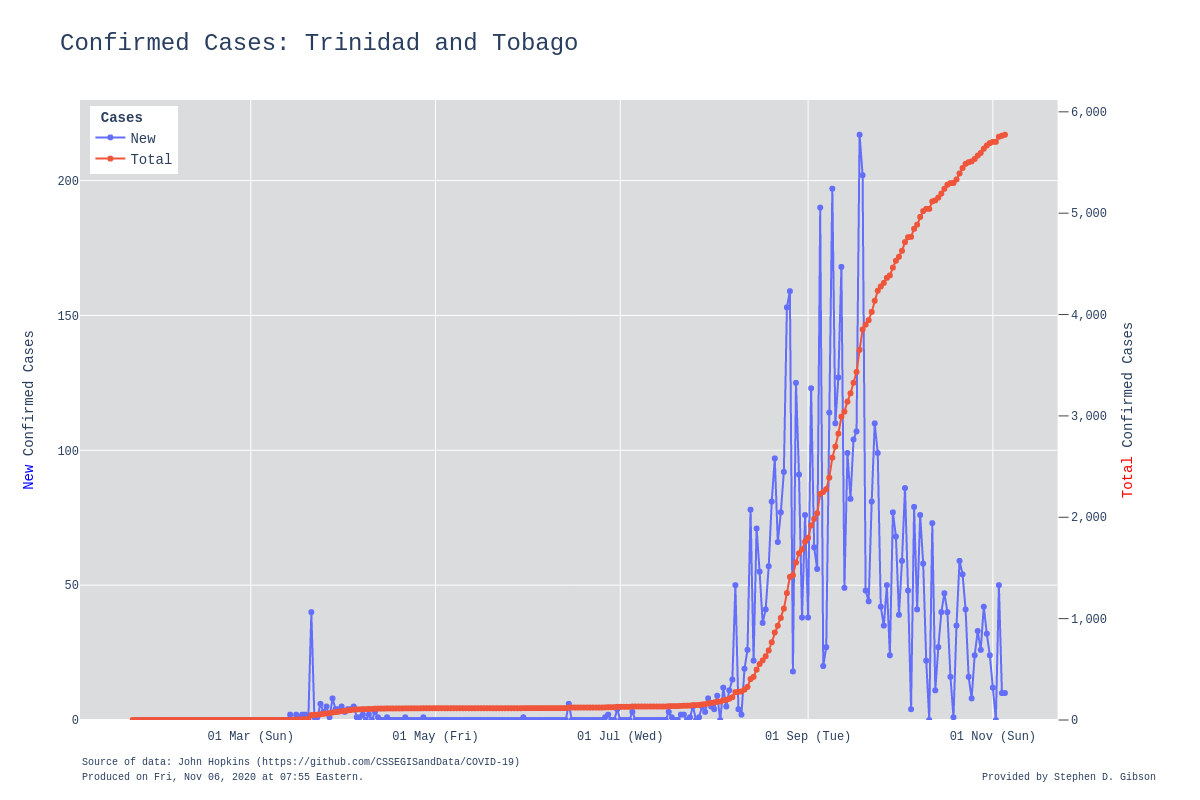 Confirmed Cases: Trinidad and Tobago
Cases
New
Total
200
150
100
50
0
New Confirmed Cases
6,000
5,000
4,000
3,000
2,000
1,000
0
Total Confirmed Cases
01 Mar (Sun)
01 May (Fri)
01 Jul (Wed)
01 Sep (Tue)
01 Nov (Sun)
Source of data: John Hopkins (https://github.com/CSSEGISandData/COVID-19)
Produced on Fri, Nov 06, 2020 at 07:55 Eastern.
Provided by Stephen D. Gibson